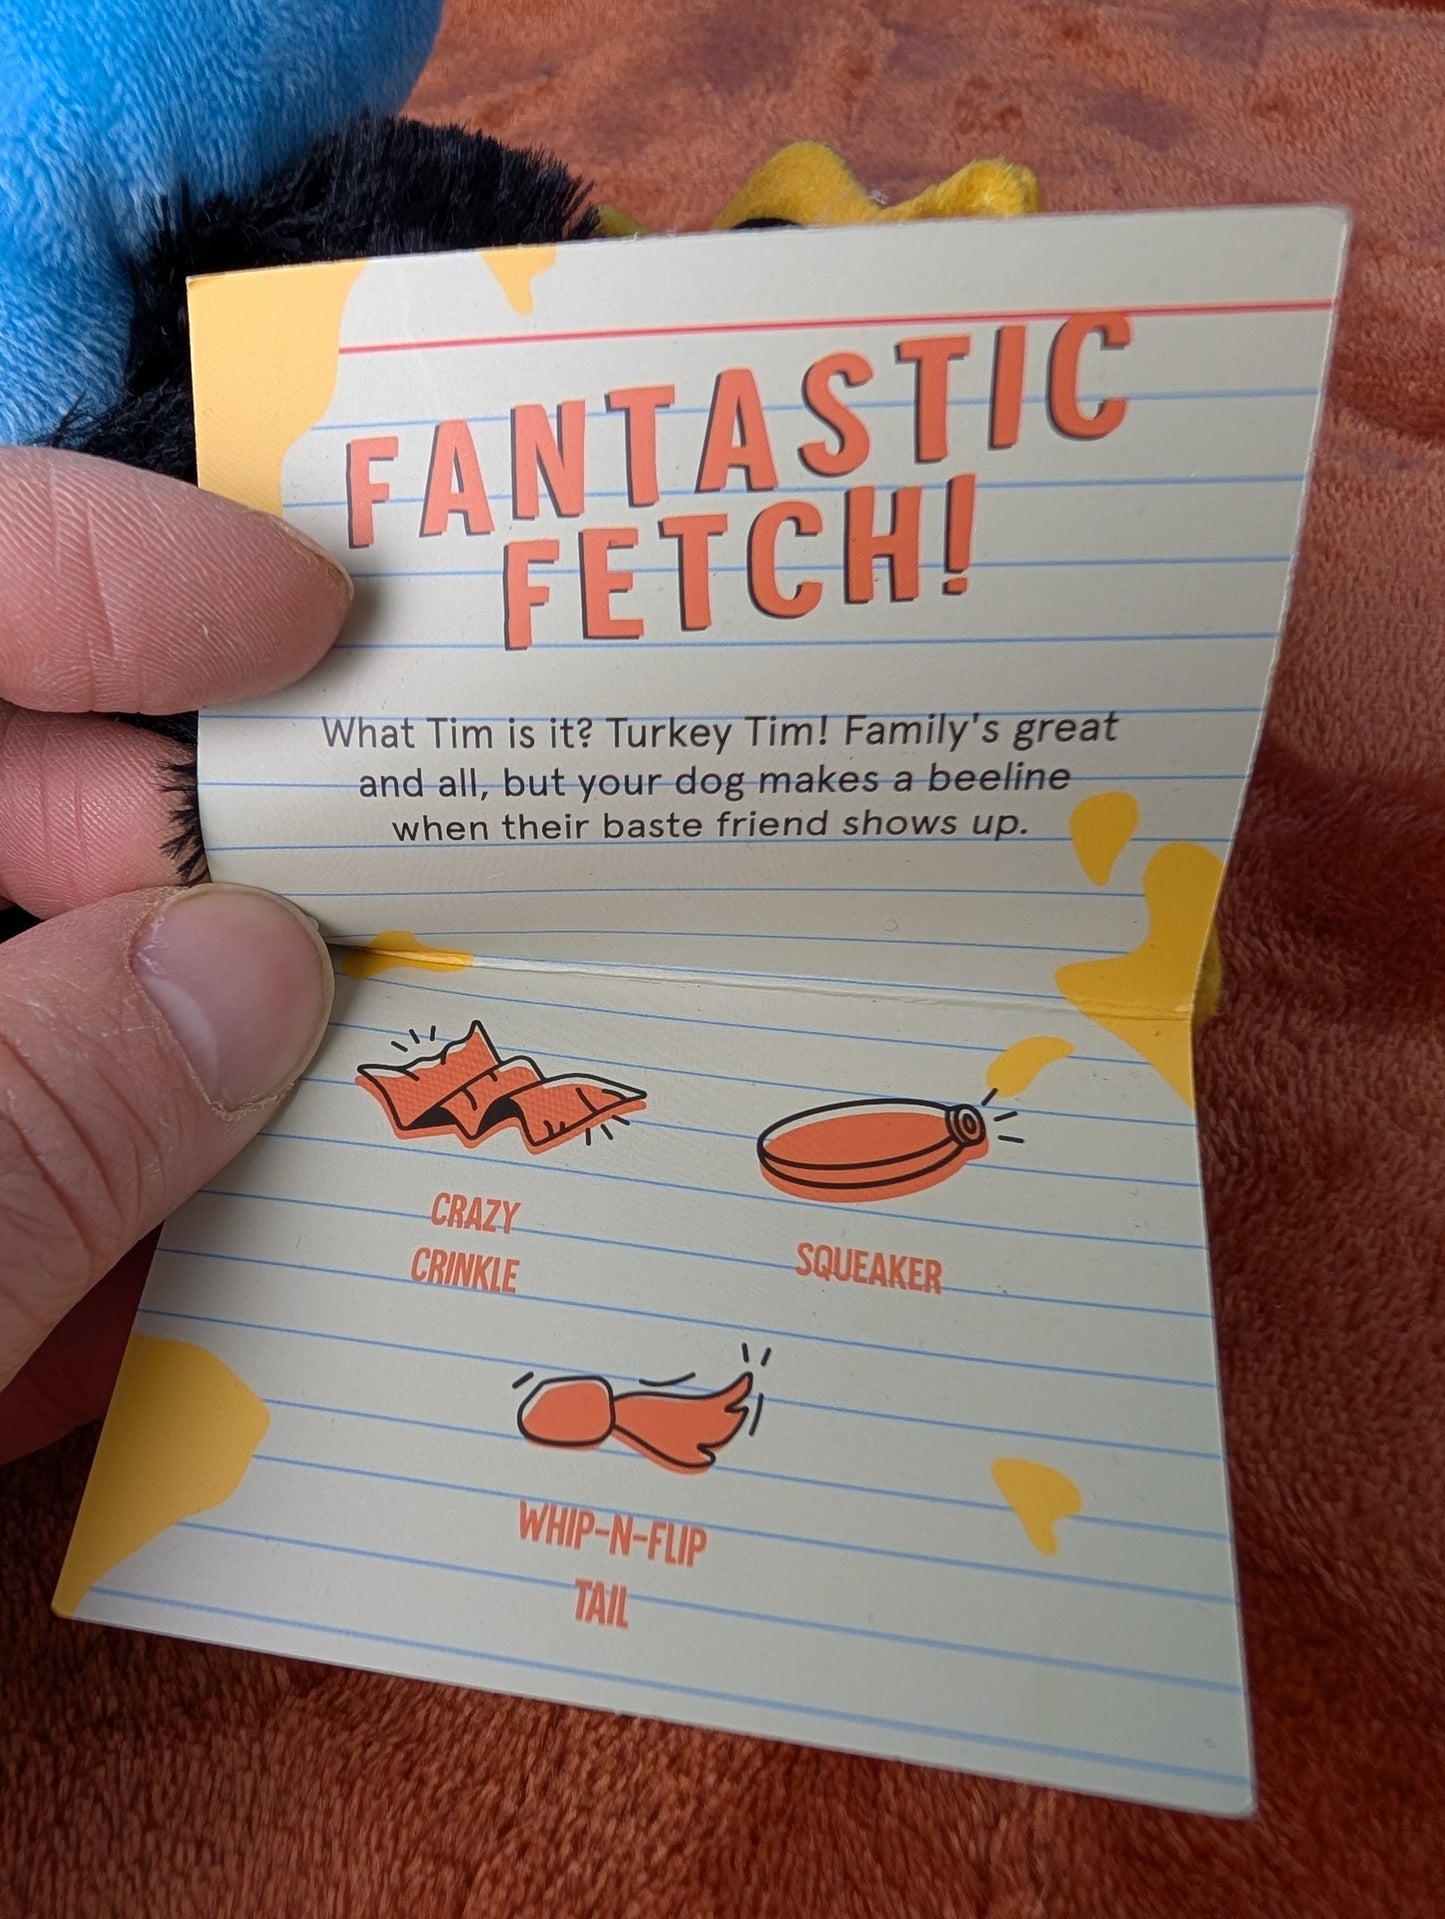 FANTASTIC
FETCH!
What Tim is it? Turkey Tim! Family's great
and all, but your dog makes a beeline
when their baste friend shows up.
CRAZY
CRINKLE
SQUEAKER
WHIP-N-FLIP
TAIL